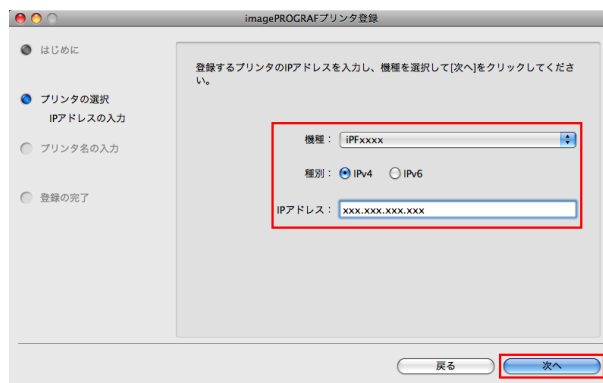 imagePROGRAFプリンタ登録
はじめに
プリンタの選択
IPアドレスの入力
プリンタ名の入力
登録の完了
登録するプリンタのIPアドレスを入力し、機種を選択して[次へ]をクリックしてくださ
い。
機種： iPFxxxx
種別： IPv4 IPv6
IPアドレス： xxx.xxx.xxx.xxx
戻る 次へ